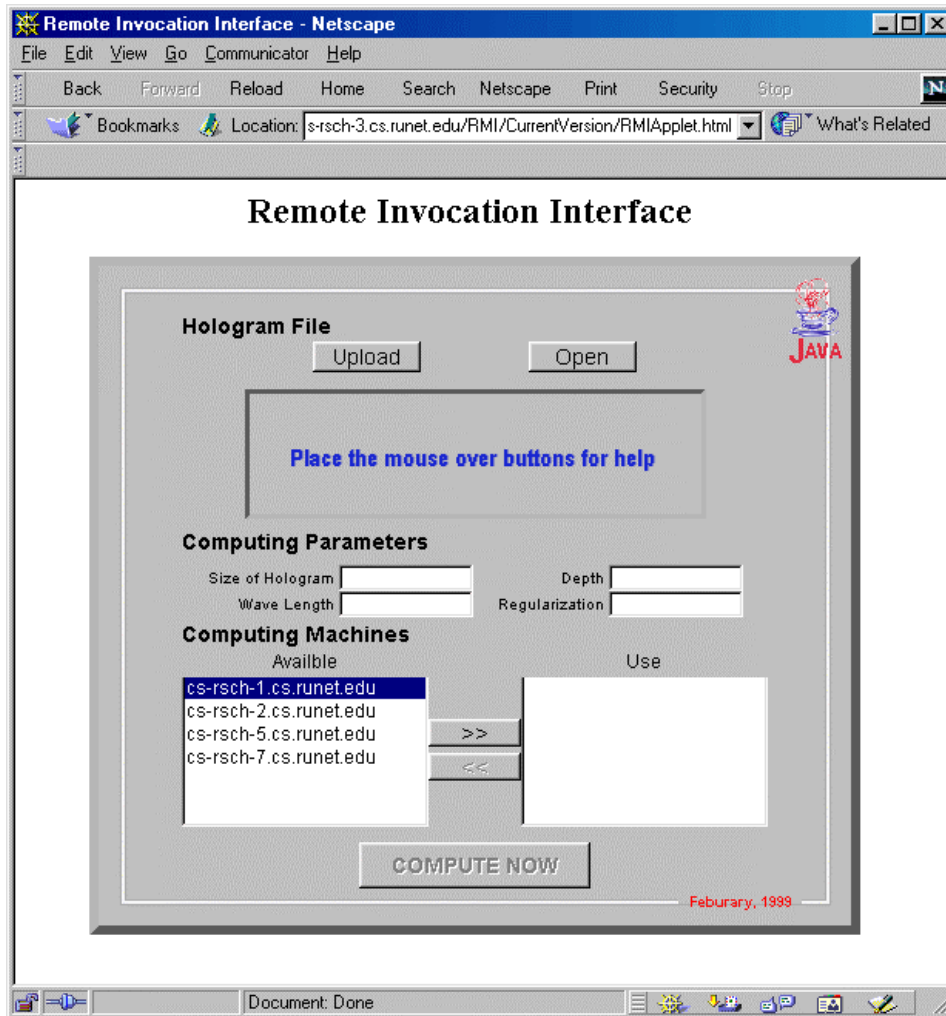 Remote Invocation Interface - Netscape
File Edit View Go Communicator Help
Back Forward Reload Home Search Netscape Print Security Stop N
Bookmarks Location: s-rsch-3.cs.runet.edu/RMI/CurrentVersion/RMIApplet.html What's Related
Remote Invocation Interface
JAVA
Hologram File
Upload Open
Place the mouse over buttons for help
Computing Parameters
Size of Hologram Depth
Wave Length Regularization
Computing Machines
Availble Use
cs-rsch-1.cs.runet.edu
cs-rsch-2.cs.runet.edu
cs-rsch-5.cs.runet.edu
cs-rsch-7.cs.runet.edu
>>
<<
COMPUTE NOW
Feburary, 1999
Document: Done